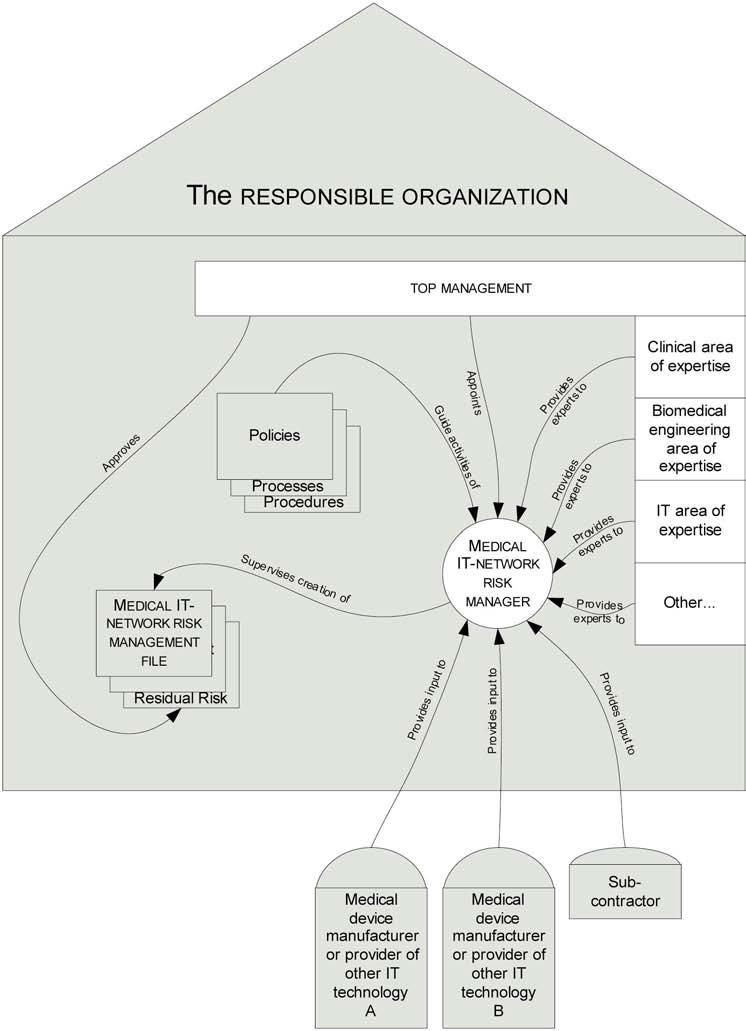 The RESPONSIBLE ORGANIZATION
TOP MANAGEMENT
Clinical area
of expertise
Biomedical
engineering
area of
expertise
IT area of
expertise
Other...
Appoints
Approves
Policies
Processes
Procedures
Guide activities of
Provides
experts to
Provides
experts to
Provides
experts to
Provides
experts to
MEDICAL
IT-NETWORK
RISK
MANAGER
Supervises creation of
MEDICAL IT-
NETWORK RISK
MANAGEMENT
FILE
t
Residual Risk
Provides input to
Provides input to
Provides input to
Medical
device
manufacturer
or provider of
other IT
technology
A
Medical
device
manufacturer
or provider of
other IT
technology
B
Sub-
contractor